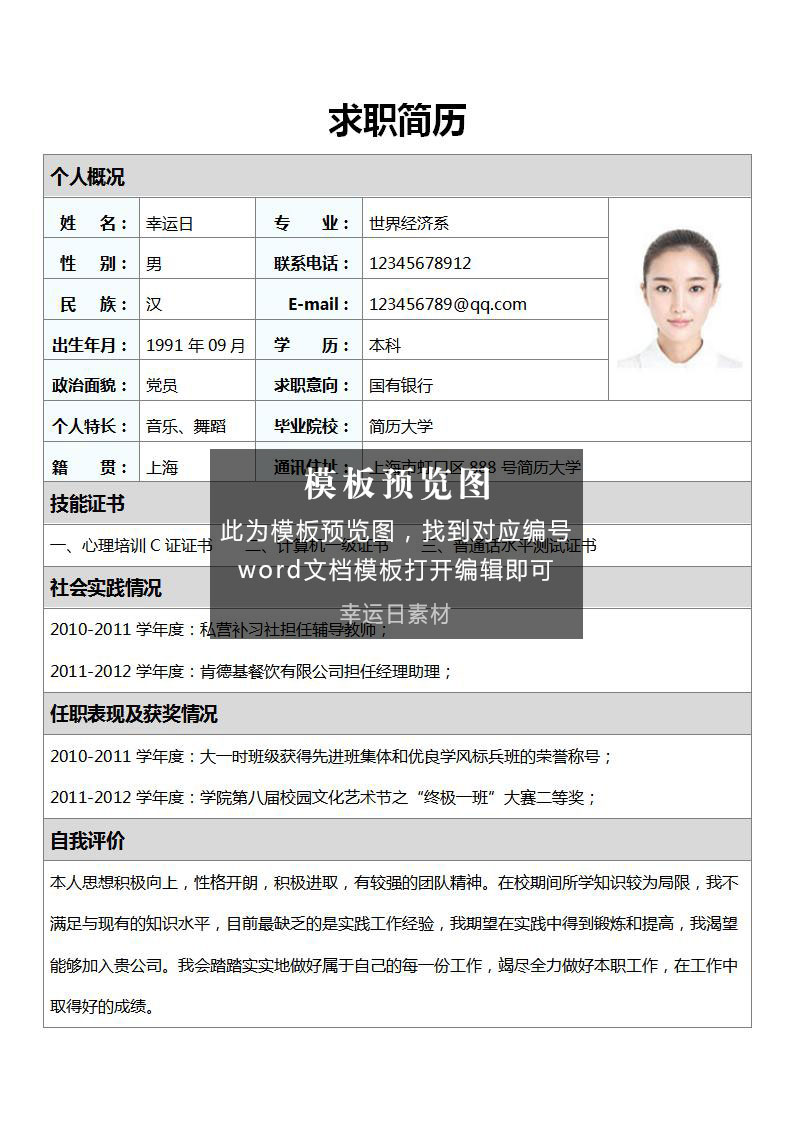 求职简历
个人概况
姓 名： 幸运日 专 业： 世界经济系
性 别： 男 联系电话： 12345678912
民 族： 汉 E-mail： 123456789@qq.com
出生年月： 1991 年 09 月 学 历： 本科
政治面貌： 党员 求职意向： 国有银行
个人特长： 音乐、舞蹈 毕业院校： 简历大学
籍 贯： 上海 通讯住址： 上海市虹口区 888 号简历大学
模板预览图
技能证书
此为模板预览图，找到对应编号
一、心理培训 C 证证书 二、计算机一级证书 三、普通话水平测试证书
word文档模板打开编辑即可
社会实践情况
幸运日素材
2010-2011 学年度：私营补习社担任辅导教师；
2011-2012 学年度：肯德基餐饮有限公司担任经理助理；
任职表现及获奖情况
2010-2011 学年度：大一时班级获得先进班集体和优良学风标兵班的荣誉称号；
2011-2012 学年度：学院第八届校园文化艺术节之“终极一班”大赛二等奖；
自我评价
本人思想积极向上，性格开朗，积极进取，有较强的团队精神。在校期间所学知识较为局限，我不
满足与现有的知识水平，目前最缺乏的是实践工作经验，我期望在实践中得到锻炼和提高，我渴望
能够加入贵公司。我会踏踏实实地做好属于自己的每一份工作，竭尽全力做好本职工作，在工作中
取得好的成绩。